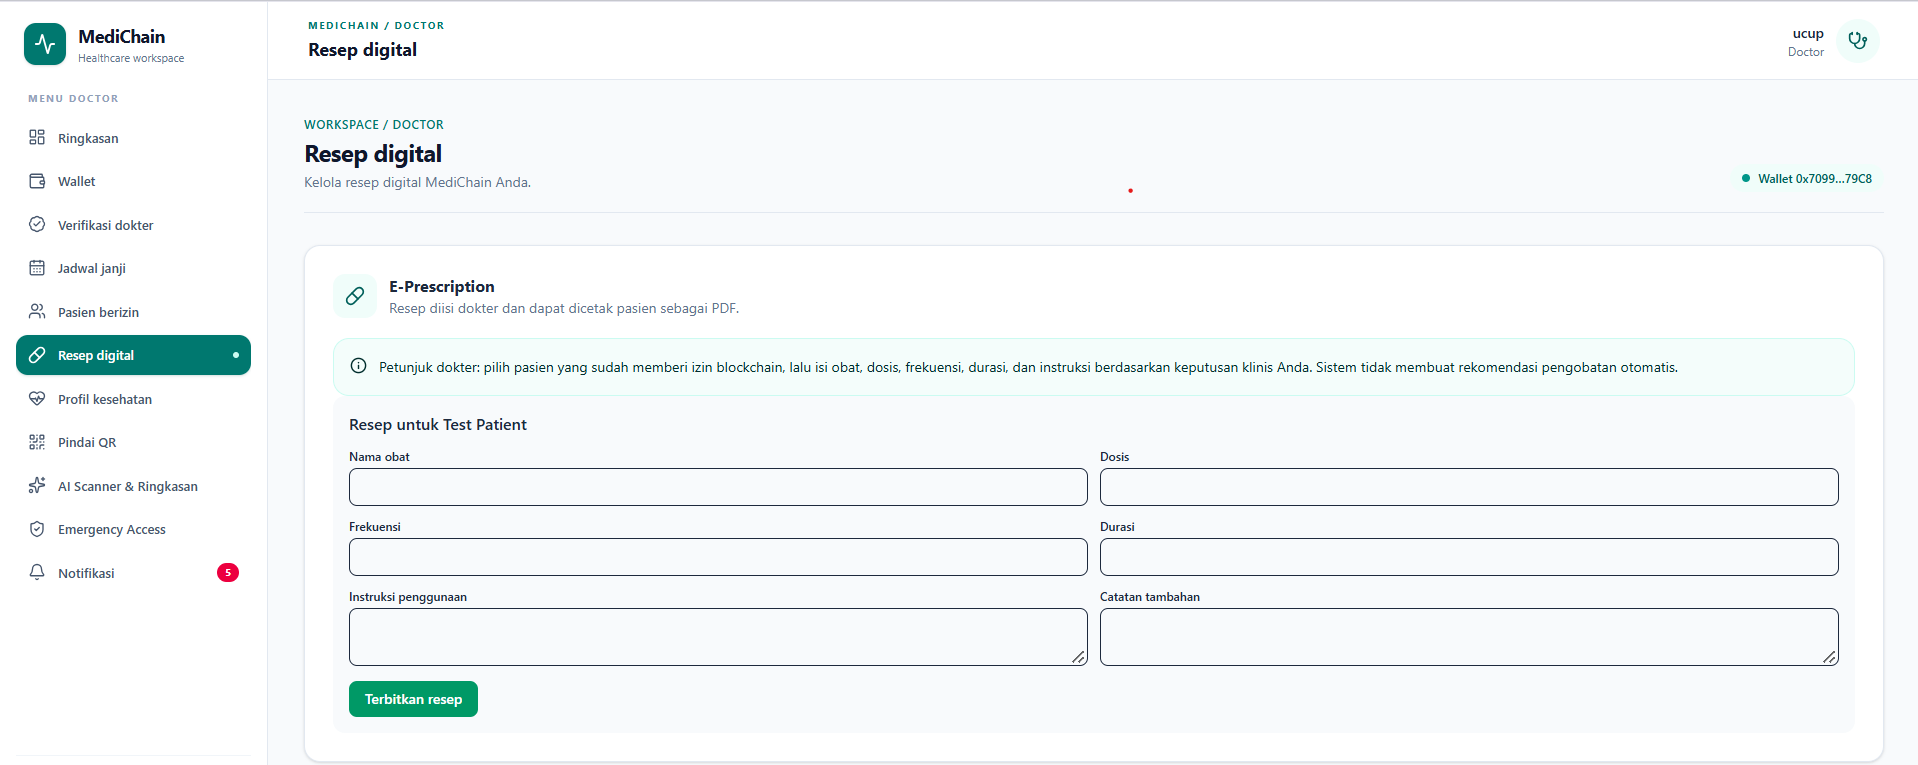 MediChain
Healthcare workspace
MENU DOCTOR
Ringkasan
Wallet
Verifikasi dokter
Jadwal janji
Pasien berizin
Resep digital
Profil kesehatan
Pindai QR
AI Scanner & Ringkasan
Emergency Access
Notifikasi 5
MEDICHAIN / DOCTOR
Resep digital
ucup
Doctor
WORKSPACE / DOCTOR
Resep digital
Kelola resep digital MediChain Anda.
Wallet 0x7099...79C8
E-Prescription
Resep diisi dokter dan dapat dicetak pasien sebagai PDF.
Petunjuk dokter: pilih pasien yang sudah memberi izin blockchain, lalu isi obat, dosis, frekuensi, durasi, dan instruksi berdasarkan keputusan klinis Anda. Sistem tidak membuat rekomendasi pengobatan otomatis.
Resep untuk Test Patient
Nama obat
Dosis
Frekuensi
Durasi
Instruksi penggunaan
Catatan tambahan
Terbitkan resep